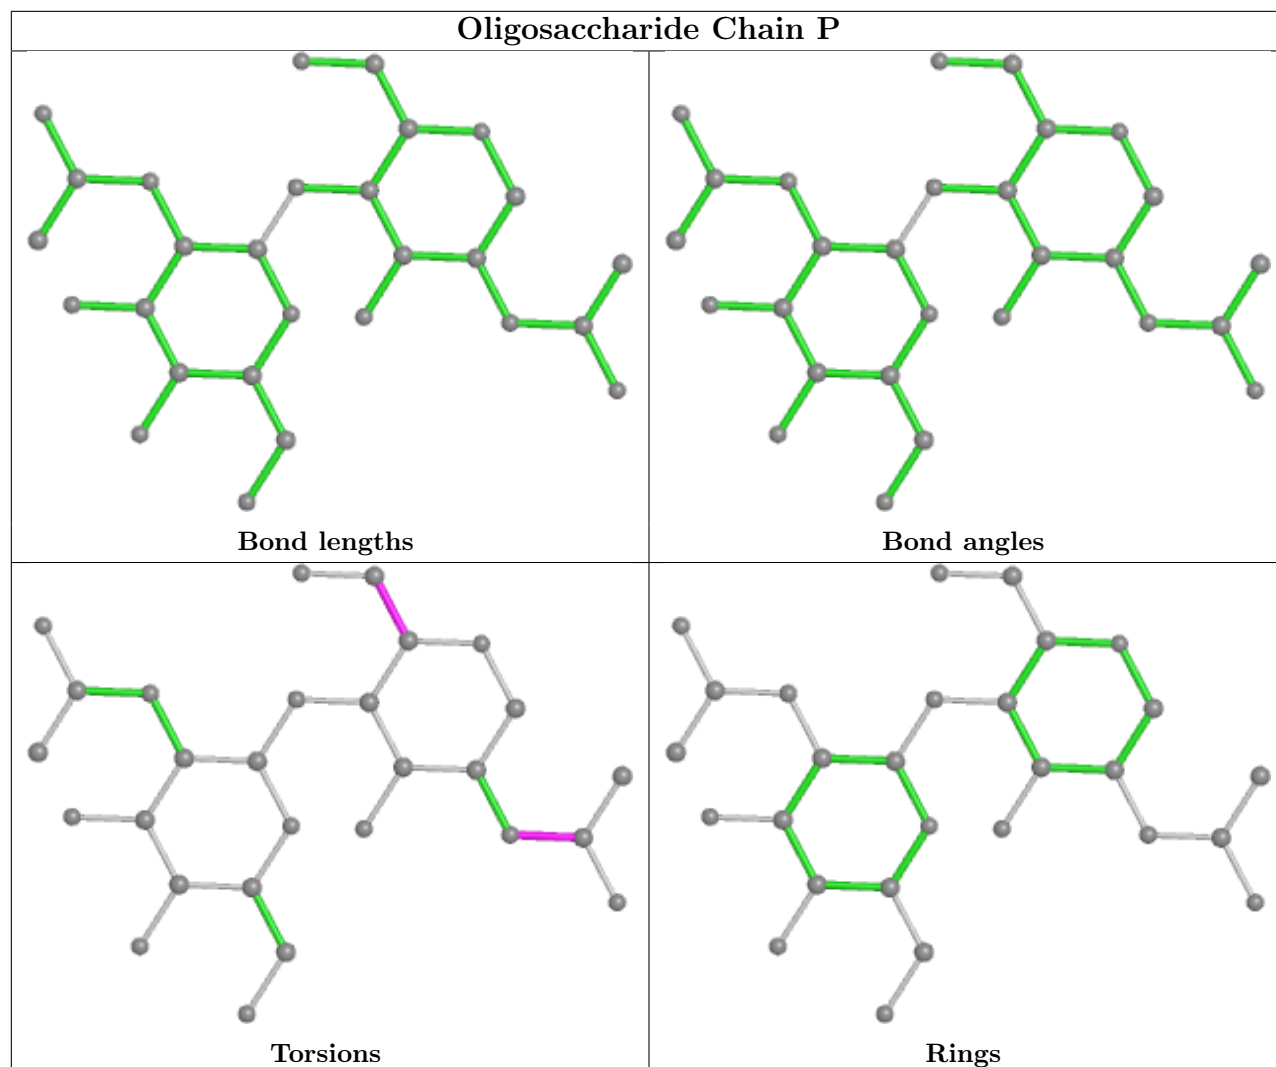 Oligosaccharide Chain P
Bond lengths
Bond angles
Torsions
Rings